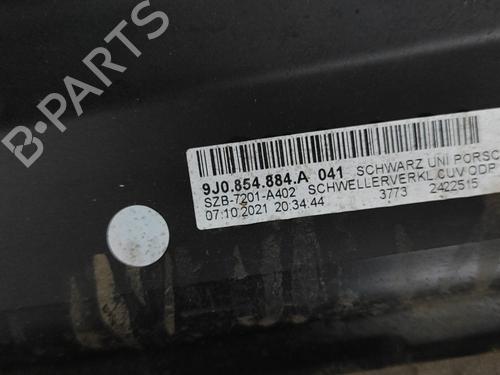 B-PARTS
9J0.854.884.A 041 SCHWARZ UNI PORSC
SZB-7201-A402 SCHWELLERVERKL.CUV ODP
07.10.2021 20:34:44 3773 2422515